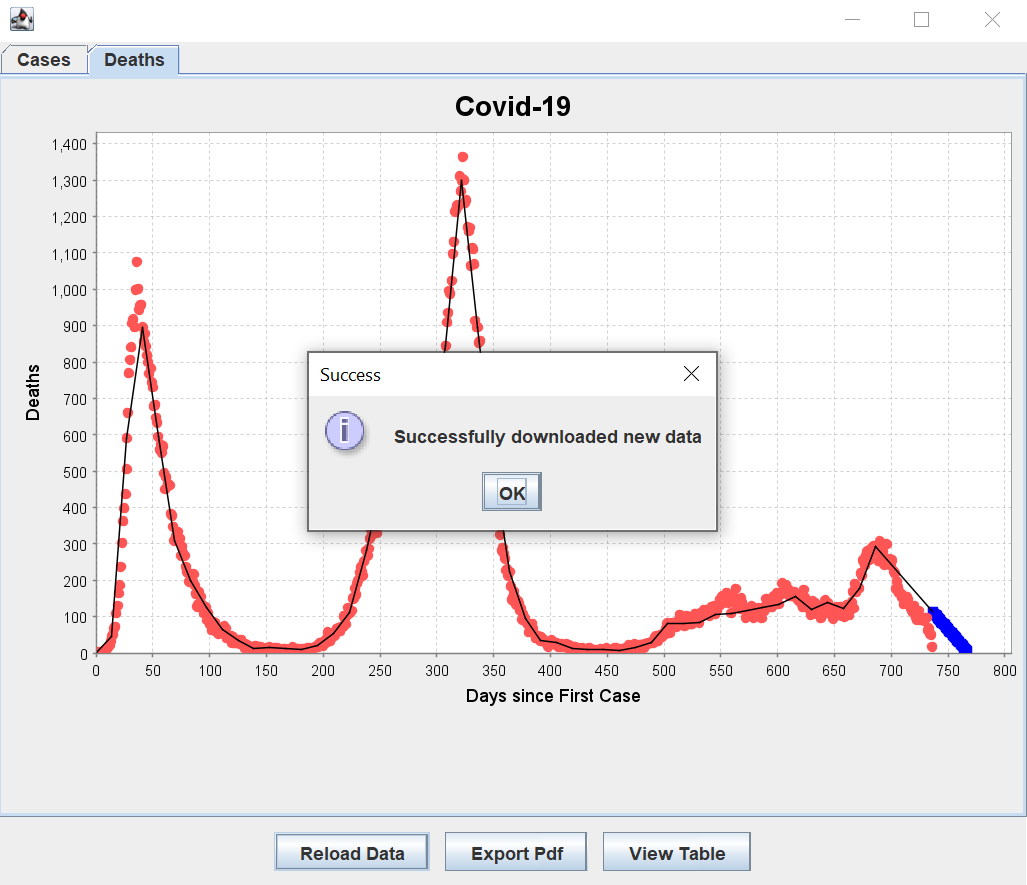 Cases Deaths
Covid-19
1,400
1,300
1,200
1,100
1,000
900
800
700
600
500
400
300
200
100
0
Deaths
Success
Successfully downloaded new data
OK
0 50 100 150 200 250 300 350 400 450 500 550 600 650 700 750 800
Days since First Case
Reload Data Export Pdf View Table